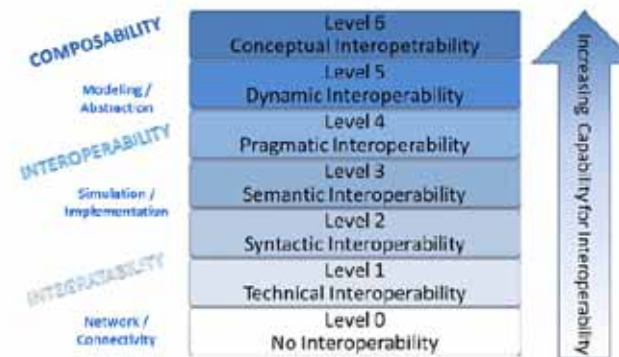 COMPOSABILITY
Modeling /
Abstraction
INTEROPERABILITY
Simulation /
Implementation
INTEGRATABILITY
Network /
Connectivity
Level 6
Conceptual Interopetrability
Level 5
Dynamic Interoperability
Level 4
Pragmatic Interoperability
Level 3
Semantic Interoperability
Level 2
Syntactic Interoperability
Level 1
Technical Interoperability
Level 0
No Interoperability
Increasing Capability for Interoperability